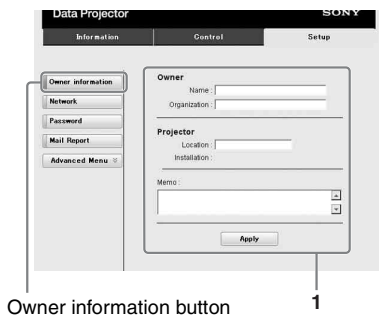 Data Projector SONY
Information Control Setup
Owner information
Network
Password
Mail Report
Advanced Menu
Owner
Name :
Organization :
Projector
Location :
Installation :
Memo :
Apply
Owner information button 1